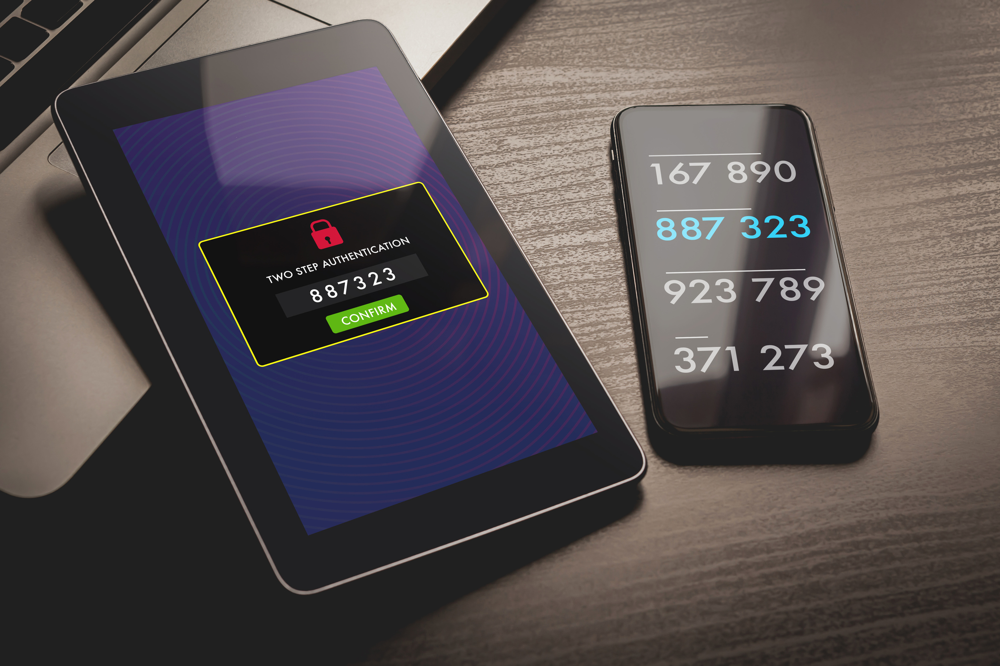 TWO STEP AUTHENTICATION
887323
CONFIRM
167 890
887 323
923 789
371 273